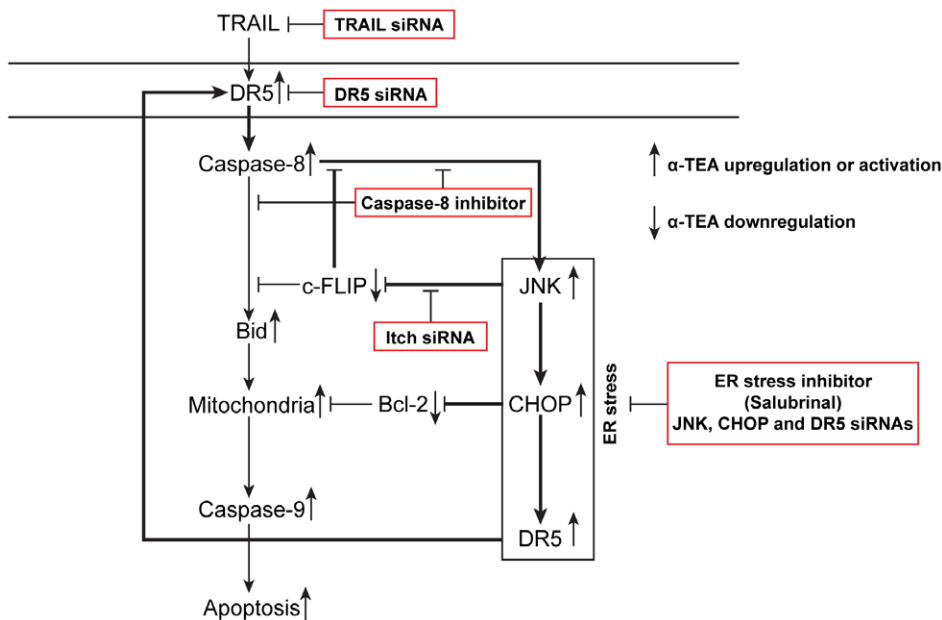 TRAIL
TRAIL siRNA
DR5
DR5 siRNA
Caspase-8
α-TEA upregulation or activation
Caspase-8 inhibitor
α-TEA downregulation
c-FLIP
JNK
Bid
Itch siRNA
ER stress
ER stress inhibitor
(Salubrinal)
JNK, CHOP and DR5 siRNAs
Mitochondria
Bcl-2
CHOP
Caspase-9
DR5
Apoptosis